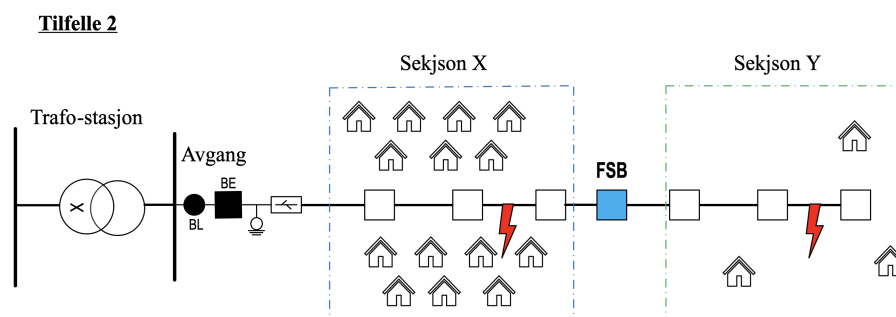 Tilfelle 2
Sekjson X
Sekjson Y
Trafo-stasjon
Avgang
BE
FSB
X
BL